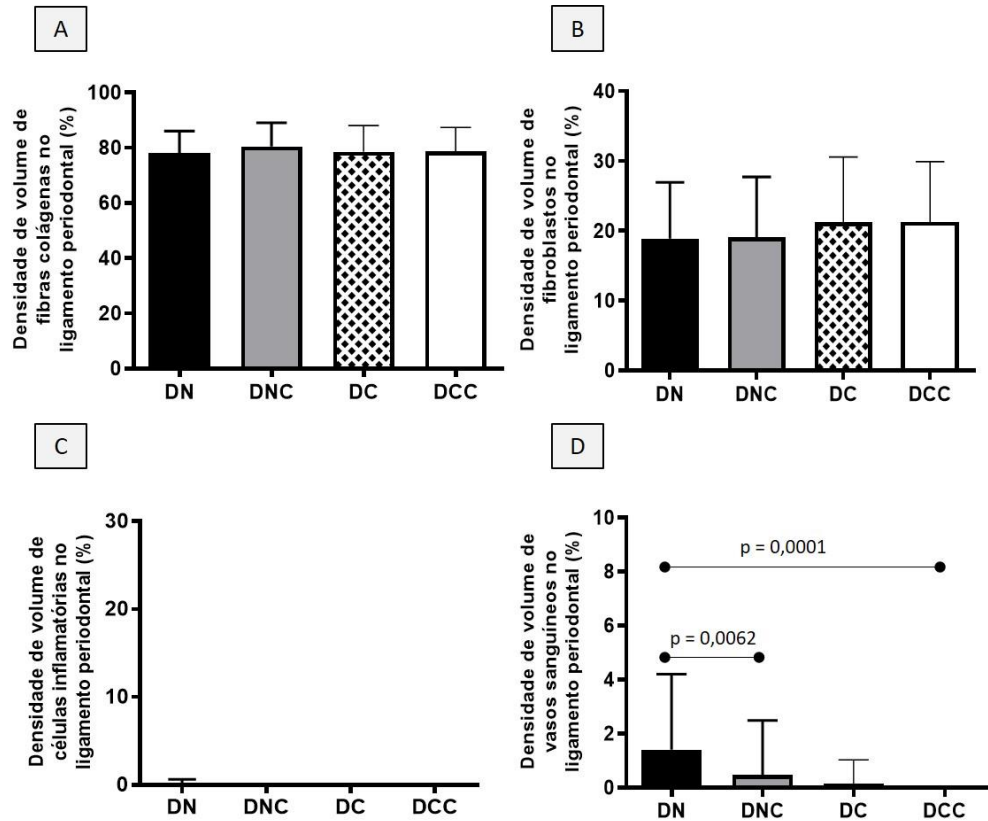 A
Densidade de volume de
fibras colágenas no
ligamento periodontal (%)
100
80
60
40
20
0
DN DNC DC DCC
B
Densidade de volume de
fibroblastos no
ligamento periodontal (%)
40
30
20
10
0
DN DNC DC DCC
C
Densidade de volume de
células inflamatórias no
ligamento periodontal (%)
30
20
10
0
DN DNC DC DCC
D
Densidade de volume de
vasos sanguíneos no
ligamento periodontal (%)
10
8
6
4
2
0
p = 0,0001
p = 0,0062
DN DNC DC DCC